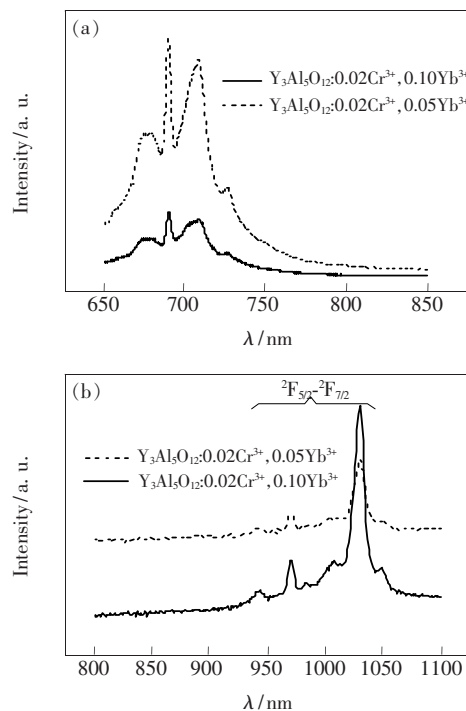 (a)
Y₃Al₅O₁₂:0.02Cr³⁺, 0.10Yb³⁺
Y₃Al₅O₁₂:0.02Cr³⁺, 0.05Yb³⁺
Intensity/a. u.
650 700 750 800 850
λ/nm
(b)
²F₅/₂-²F₇/₂
Y₃Al₅O₁₂:0.02Cr³⁺, 0.05Yb³⁺
Y₃Al₅O₁₂:0.02Cr³⁺, 0.10Yb³⁺
Intensity/a. u.
800 850 900 950 1000 1050 1100
λ/nm